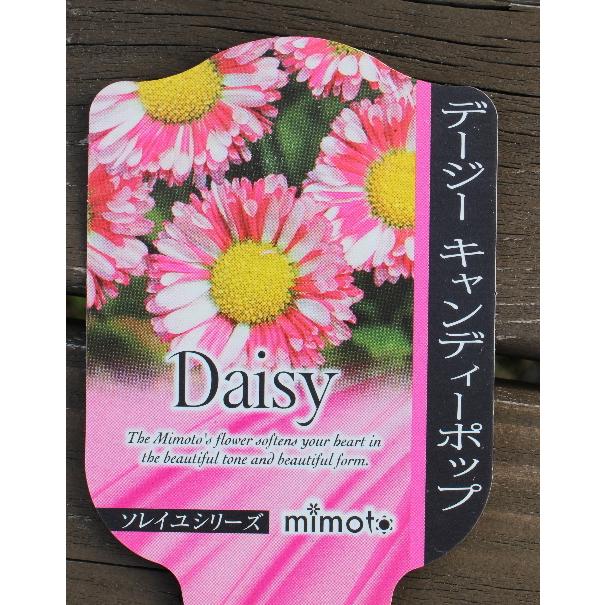 デージー キャンディーポップ
Daisy
The Mimoto's flower softens your heart in
the beautiful tone and beautiful form.
ソレイユシリーズ
mimoto